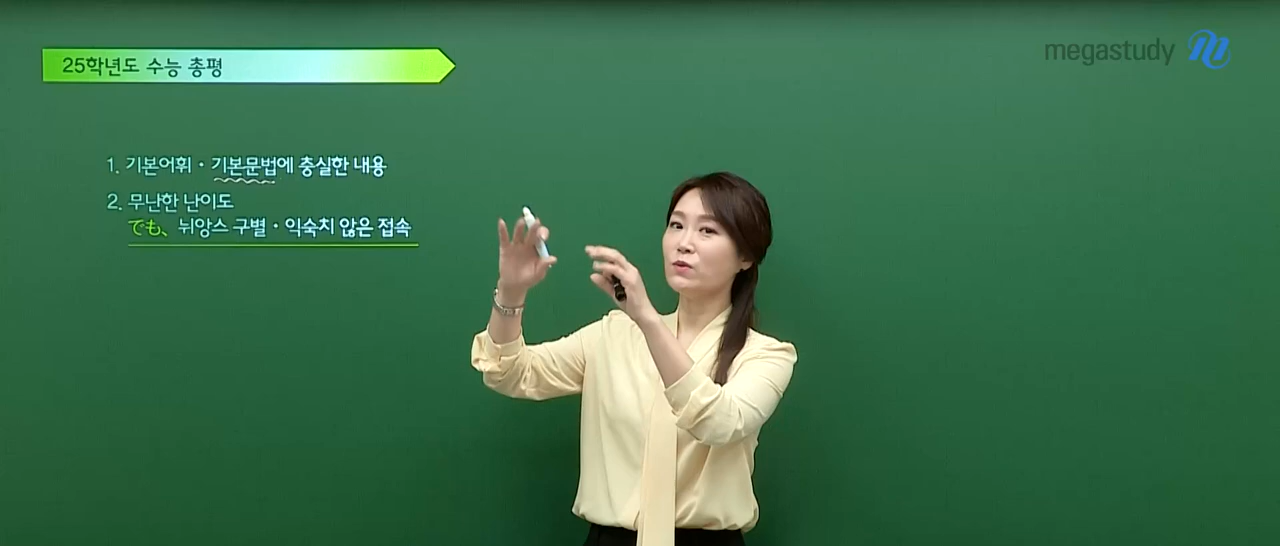 25학년도 수능 총평
megastudy
1. 기본어휘・기본문법에 충실한 내용
2. 무난한 난이도
でも、뉘앙스 구별・익숙치 않은 접속